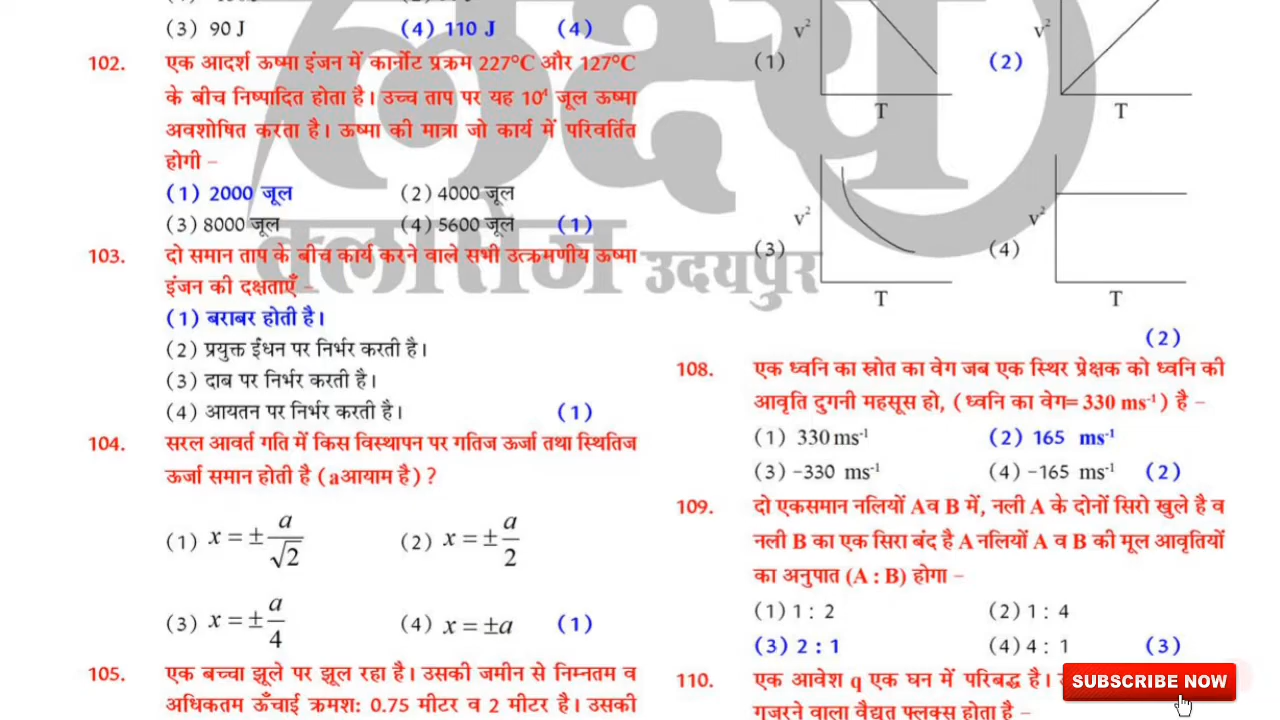 (3) 90 J (4) 110 J (4)
102. एक आदर्श ऊष्मा इंजन में कार्नोट प्रक्रम 227°C और 127°C
के बीच निष्पादित होता है। उच्च ताप पर यह 10⁴ जूल ऊष्मा
अवशोषित करता है। ऊष्मा की मात्रा जो कार्य में परिवर्तित
होगी –
(1) 2000 जूल (2) 4000 जूल
(3) 8000 जूल (4) 5600 जूल (1)
103. दो समान ताप के बीच कार्य करने वाले सभी उत्क्रमणीय ऊष्मा
इंजन की दक्षताएँ –
(1) बराबर होती है।
(2) प्रयुक्त ईंधन पर निर्भर करती है।
(3) दाब पर निर्भर करती है।
(4) आयतन पर निर्भर करती है। (1)
104. सरल आवर्त गति में किस विस्थापन पर गतिज ऊर्जा तथा स्थितिज
ऊर्जा समान होती है (a आयाम है) ?
(1) x = ± a/√2 (2) x = ± a/2
(3) x = ± a/4 (4) x = ±a (1)
105. एक बच्चा झूले पर झूल रहा है। उसकी जमीन से निम्नतम व
अधिकतम ऊँचाई क्रमश: 0.75 मीटर व 2 मीटर है। उसकी
v² v²
(1) (2)
T T
v² v²
(3) (4)
T T
(2)
108. एक ध्वनि का स्रोत का वेग जब एक स्थिर प्रेक्षक को ध्वनि की
आवृति दुगनी महसूस हो, (ध्वनि का वेग= 330 ms⁻¹) है –
(1) 330 ms⁻¹ (2) 165 ms⁻¹
(3) –330 ms⁻¹ (4) –165 ms⁻¹ (2)
109. दो एकसमान नलियों A व B में, नली A के दोनों सिरो खुले है व
नली B का एक सिरा बंद है A नलियों A व B की मूल आवृतियों
का अनुपात (A : B) होगा –
(1) 1 : 2 (2) 1 : 4
(3) 2 : 1 (4) 4 : 1 (3)
110. एक आवेश q एक घन में परिबद्ध है।
गुजरने वाला वैद्युत फ्लक्स होता है –
SUBSCRIBE NOW
लक्ष्य
क्लासेज उदयपुर